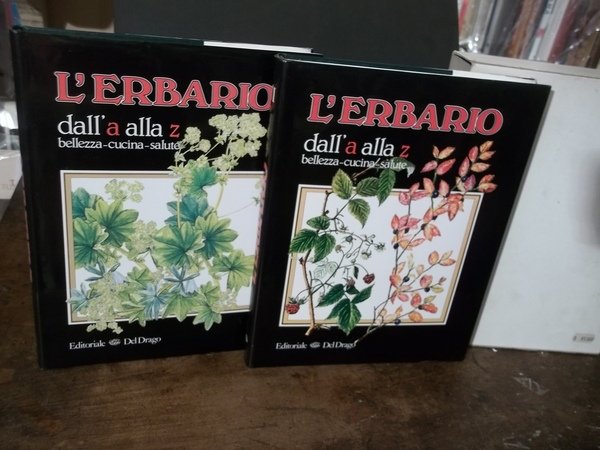 L'ERBARIO
dall'a alla z
bellezza-cucina-salute
Editoriale Del Drago
L'ERBARIO
dall'a alla z
bellezza-cucina-salute
Editoriale Del Drago